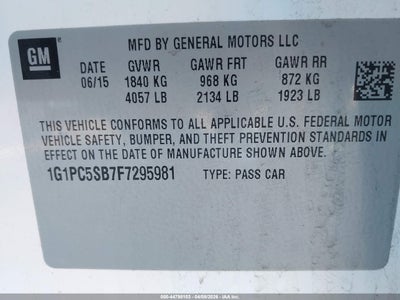 GM
MFD BY GENERAL MOTORS LLC
DATE GVWR GAWR FRT GAWR RR
06/15 1840 KG 968 KG 872 KG
4057 LB 2134 LB 1923 LB
THIS VEHICLE CONFORMS TO ALL APPLICABLE U.S. FEDERAL MOTOR
VEHICLE SAFETY, BUMPER, AND THEFT PREVENTION STANDARDS
IN EFFECT ON THE DATE OF MANUFACTURE SHOWN ABOVE.
1G1PC5SB7F7295981 TYPE: PASS CAR